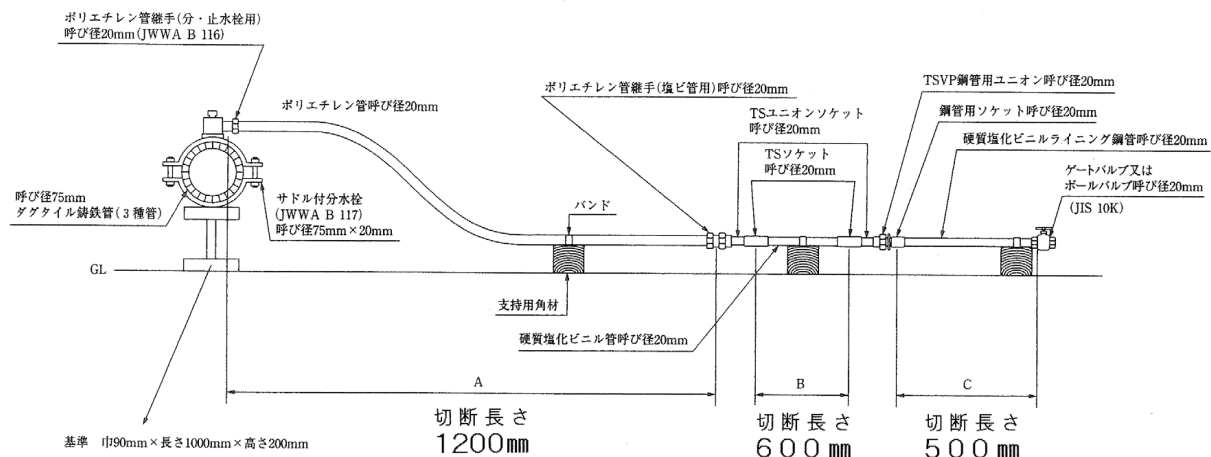 ポリエチレン管継手(分・止水栓用)
呼び径20mm(JWWA B 116)
ポリエチレン管呼び径20mm
ポリエチレン管継手(塩ビ管用)呼び径20mm
TSユニオンソケット
呼び径20mm
TSソケット
呼び径20mm
TSVP鋼管用ユニオン呼び径20mm
鋼管用ソケット呼び径20mm
硬質塩化ビニルライニング鋼管呼び径20mm
ゲートバルブ又は
ボールバルブ呼び径20mm
(JIS 10K)
呼び径75mm
ダグタイル鋳鉄管(3種管)
サドル付分水栓
(JWWA B 117)
呼び径75mm×20mm
バンド
GL
支持用角材
硬質塩化ビニル管呼び径20mm
A
B
C
切断長さ
1200mm
切断長さ
600mm
切断長さ
500mm
基準 巾90mm×長さ1000mm×高さ200mm